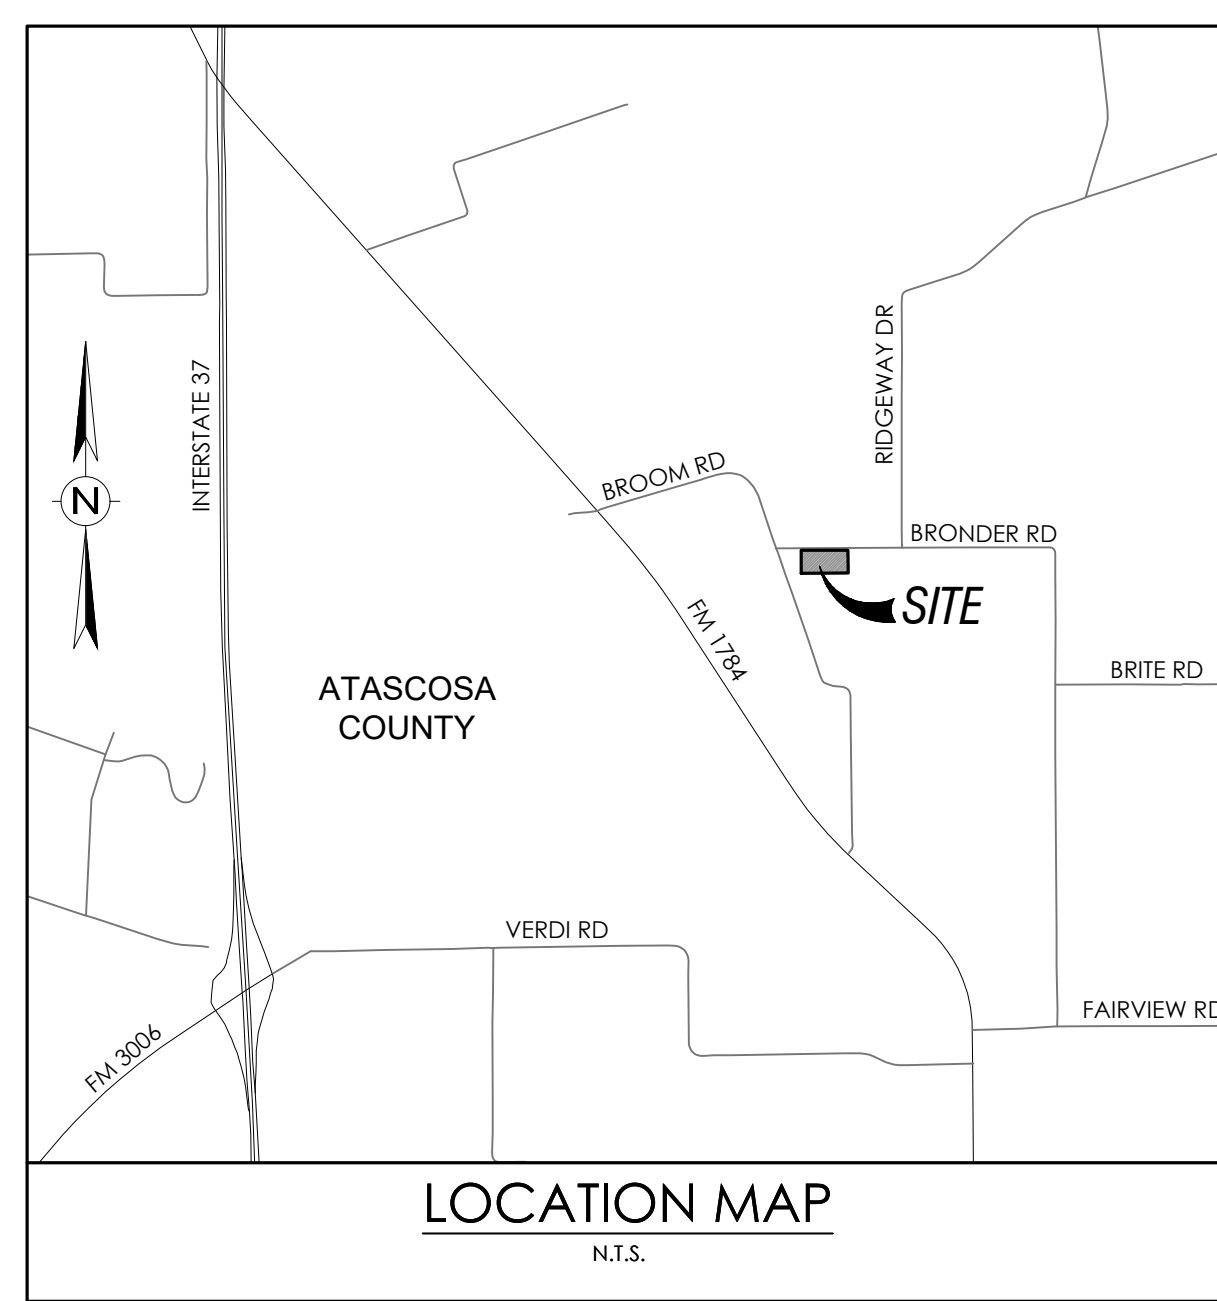 RIDGEWAY DR
INTERSTATE 37
BROOM RD
N
BRONDER RD
SITE
FM 1784
BRITE RD
ATASCOSA
COUNTY
VERDI RD
FAIRVIEW RD
FM 3006
LOCATION MAP
N.T.S.